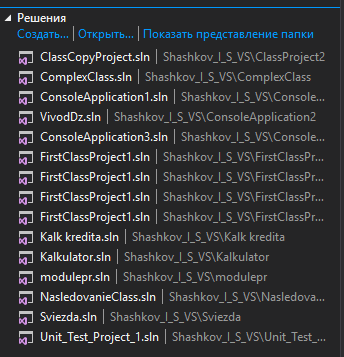 Решения
Создать... | Открыть... | Показать представление папки
ClassCopyProject.sln | Shashkov_I_S_VS\ClassProject2
ComplexClass.sln | Shashkov_I_S_VS\ComplexClass
ConsoleApplication1.sln | Shashkov_I_S_VS\Console...
VivodDz.sln | Shashkov_I_S_VS\ConsoleApplication2
ConsoleApplication3.sln | Shashkov_I_S_VS\Console...
FirstClassProject1.sln | Shashkov_I_S_VS\FirstClassPr...
FirstClassProject1.sln | Shashkov_I_S_VS\FirstClassPr...
FirstClassProject1.sln | Shashkov_I_S_VS\FirstClassPr...
FirstClassProject1.sln | Shashkov_I_S_VS\FirstClassPr...
Kalk kredita.sln | Shashkov_I_S_VS\Kalk kredita
Kalkulator.sln | Shashkov_I_S_VS\Kalkulator
modulepr.sln | Shashkov_I_S_VS\modulepr
NasledovanieClass.sln | Shashkov_I_S_VS\Nasledova...
Sviezda.sln | Shashkov_I_S_VS\Sviezda
Unit_Test_Project_1.sln | Shashkov_I_S_VS\Unit_Test_...